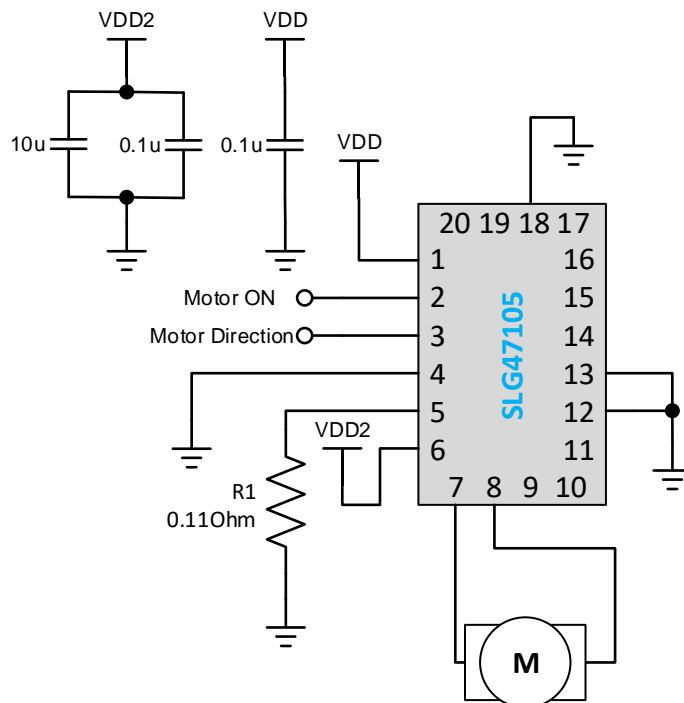 VDD2
VDD
10u
0.1u
0.1u
VDD
20 19 18 17
1
16
Motor ON
2
15
Motor Direction
3
14
SLG47105
4
13
5
12
VDD2
6
11
7 8 9 10
R1
0.11Ohm
M